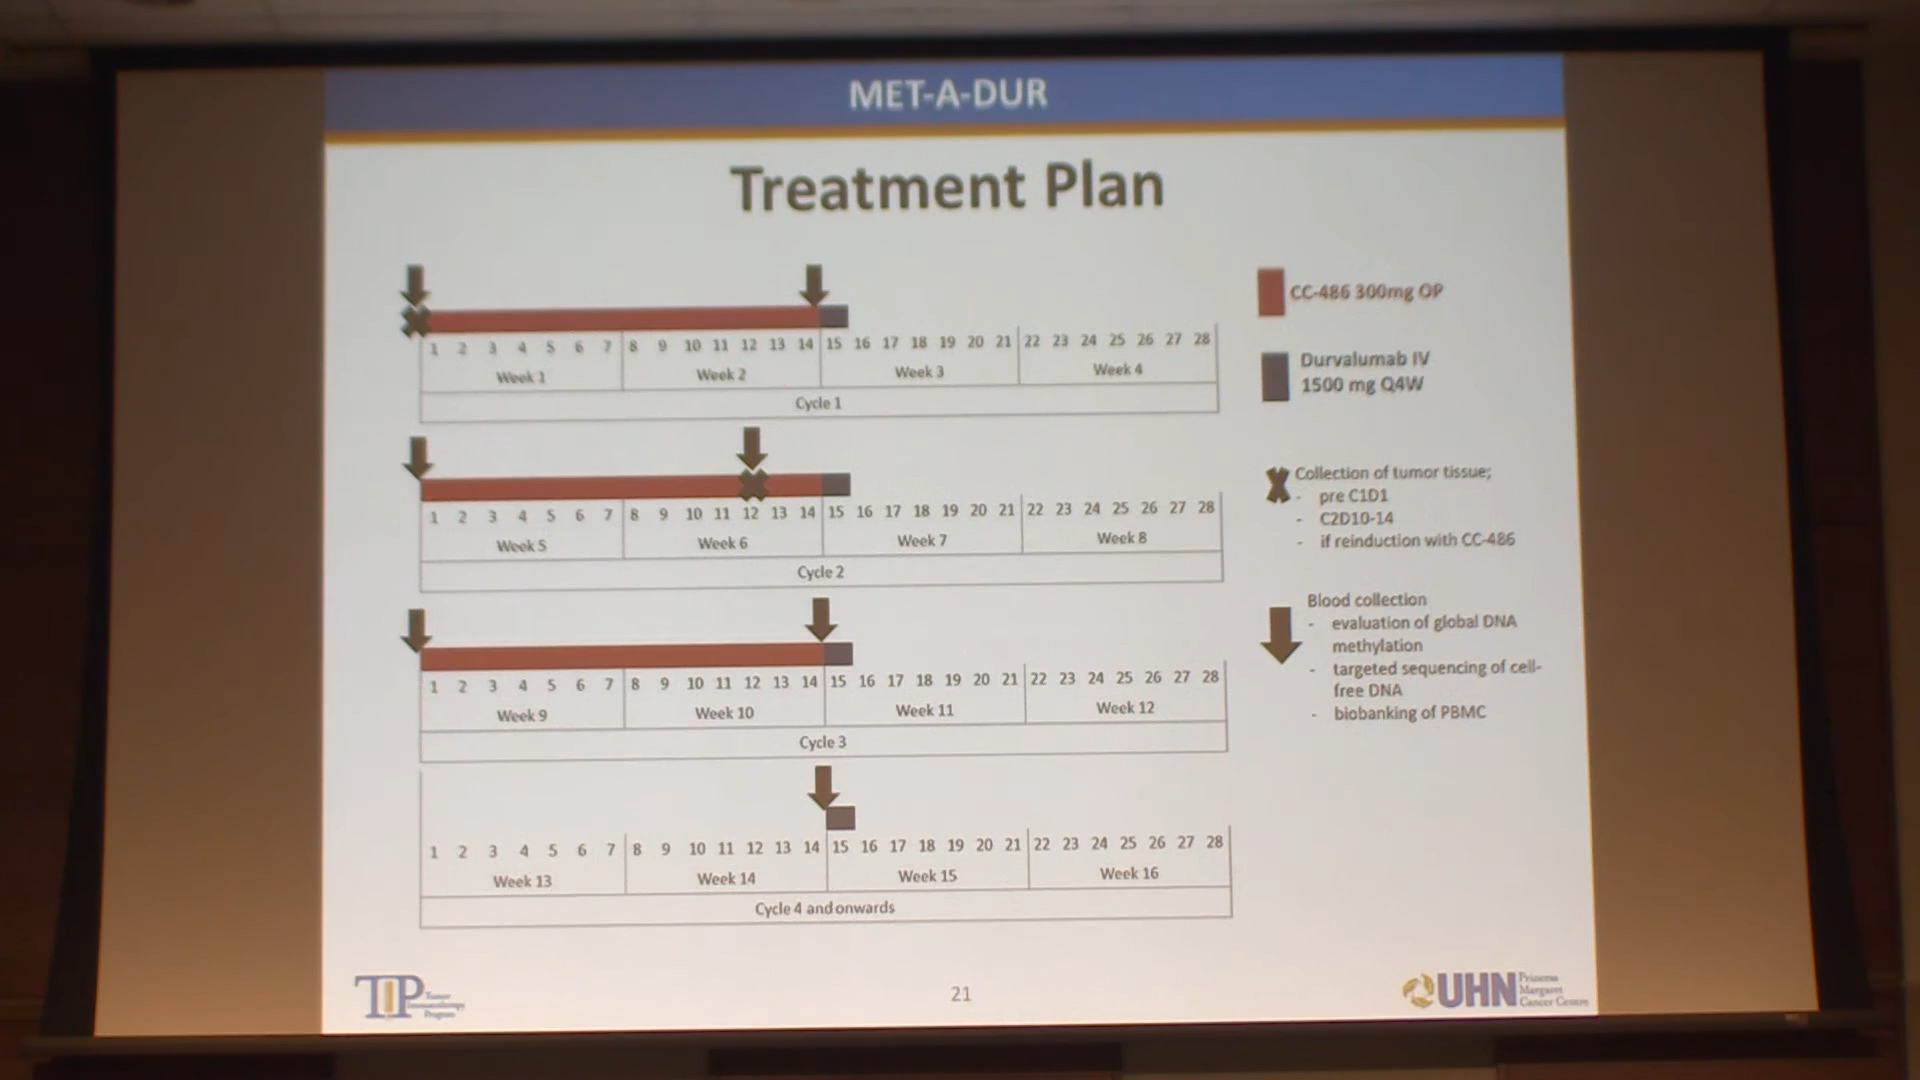 MET-A-DUR
Treatment Plan
1 2 3 4 5 6 7 8 9 10 11 12 13 14 15 16 17 18 19 20 21 22 23 24 25 26 27 28
Week 1 Week 2 Week 3 Week 4
Cycle 1
1 2 3 4 5 6 7 8 9 10 11 12 13 14 15 16 17 18 19 20 21 22 23 24 25 26 27 28
Week 5 Week 6 Week 7 Week 8
Cycle 2
1 2 3 4 5 6 7 8 9 10 11 12 13 14 15 16 17 18 19 20 21 22 23 24 25 26 27 28
Week 9 Week 10 Week 11 Week 12
Cycle 3
1 2 3 4 5 6 7 8 9 10 11 12 13 14 15 16 17 18 19 20 21 22 23 24 25 26 27 28
Week 13 Week 14 Week 15 Week 16
Cycle 4 and onwards
CC-486 300mg OP
Durvalumab IV
1500 mg Q4W
Collection of tumor tissue;
- pre C1D1
- C2D10-14
- if reinduction with CC-486
Blood collection
- evaluation of global DNA
methylation
- targeted sequencing of cell-
free DNA
- biobanking of PBMC
TIP
Tumor
Immunotherapy
Program
21
UHN
Princess
Margaret
Cancer Centre